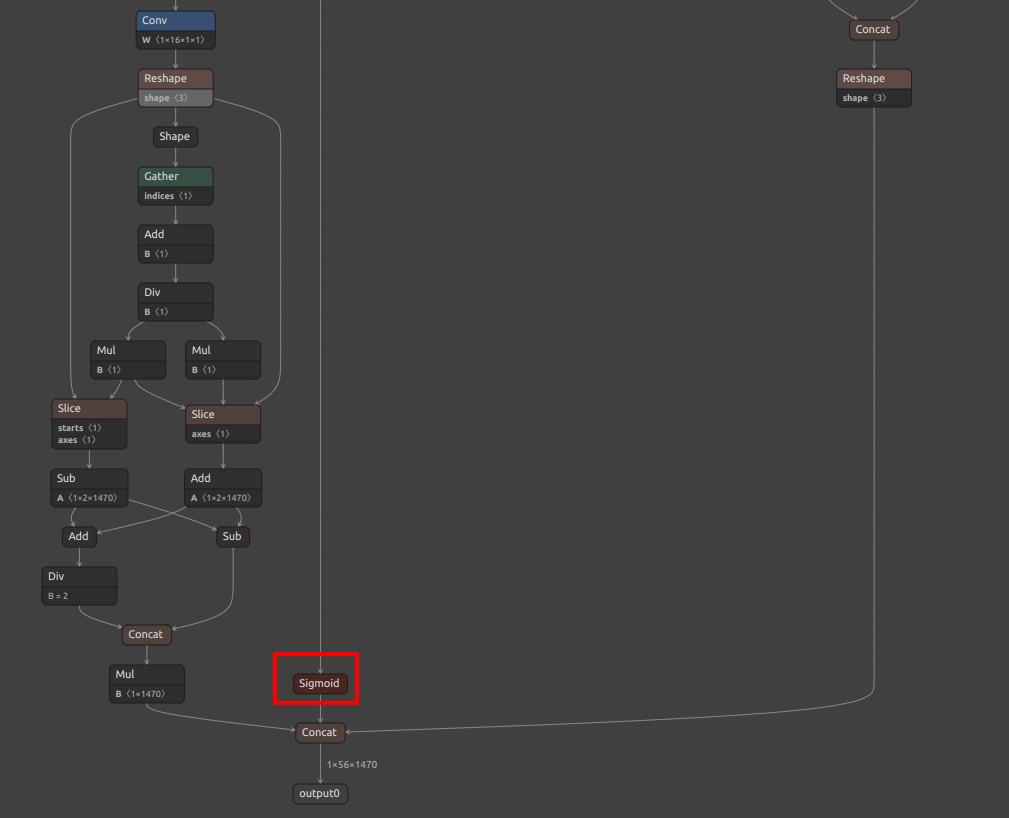 Conv
W 〈1×16×1×1〉
Reshape
shape 〈3〉
Shape
Gather
indices 〈1〉
Add
B 〈1〉
Div
B 〈1〉
Mul
B 〈1〉
Mul
B 〈1〉
Slice
starts 〈1〉
axes 〈1〉
Slice
axes 〈1〉
Sub
A 〈1×2×1470〉
Add
A 〈1×2×1470〉
Add
Sub
Div
B = 2
Concat
Mul
B 〈1×1470〉
Sigmoid
Concat
Reshape
shape 〈3〉
Concat
1×56×1470
output0